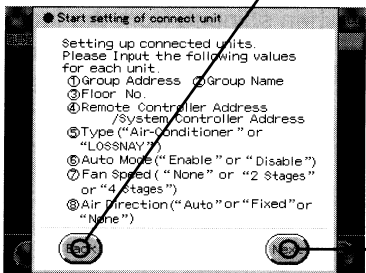 Start setting of connect unit
Setting up connected units.
Please Input the following values
for each unit.
①Group Address ②Group Name
③Floor No.
④Remote Controller Address
/System Controller Address
⑤Type ("Air-Conditioner" or
"LOSSNAY")
⑥Auto Mode ("Enable" or "Disable")
⑦Fan Speed ( "None" or "2 Stages"
or "4 Stages")
⑧Air Direction ("Auto" or "Fixed" or
"None")
Back Next